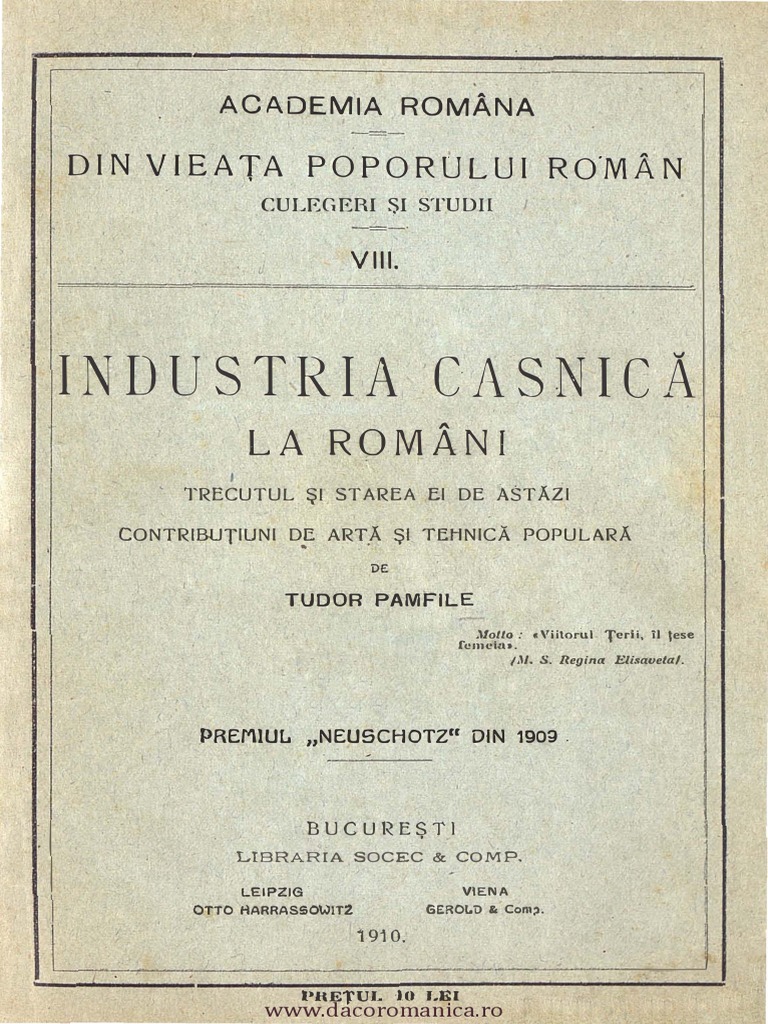 ACADEMIA ROMÂNA
DIN VIEAȚA POPORULUI ROMÂN
CULEGERI ȘI STUDII
VIII.
INDUSTRIA CASNICĂ
LA ROMÂNI
TRECUTUL ȘI STAREA EI DE ASTĂZI
CONTRIBUȚIUNI DE ARTĂ ȘI TEHNICĂ POPULARĂ
DE
TUDOR PAMFILE
Motto : «Viitorul Țerii, îl țese
femeia».
(M. S. Regina Elisaveta).
PREMIUL „NEUSCHOTZ“ DIN 1909
BUCUREȘTI
LIBRARIA SOCEC & COMP.
LEIPZIG VIENA
OTTO HARRASSOWITZ GEROLD & Comp.
1910.
PREȚUL 10 LEI
www.dacoromanica.ro